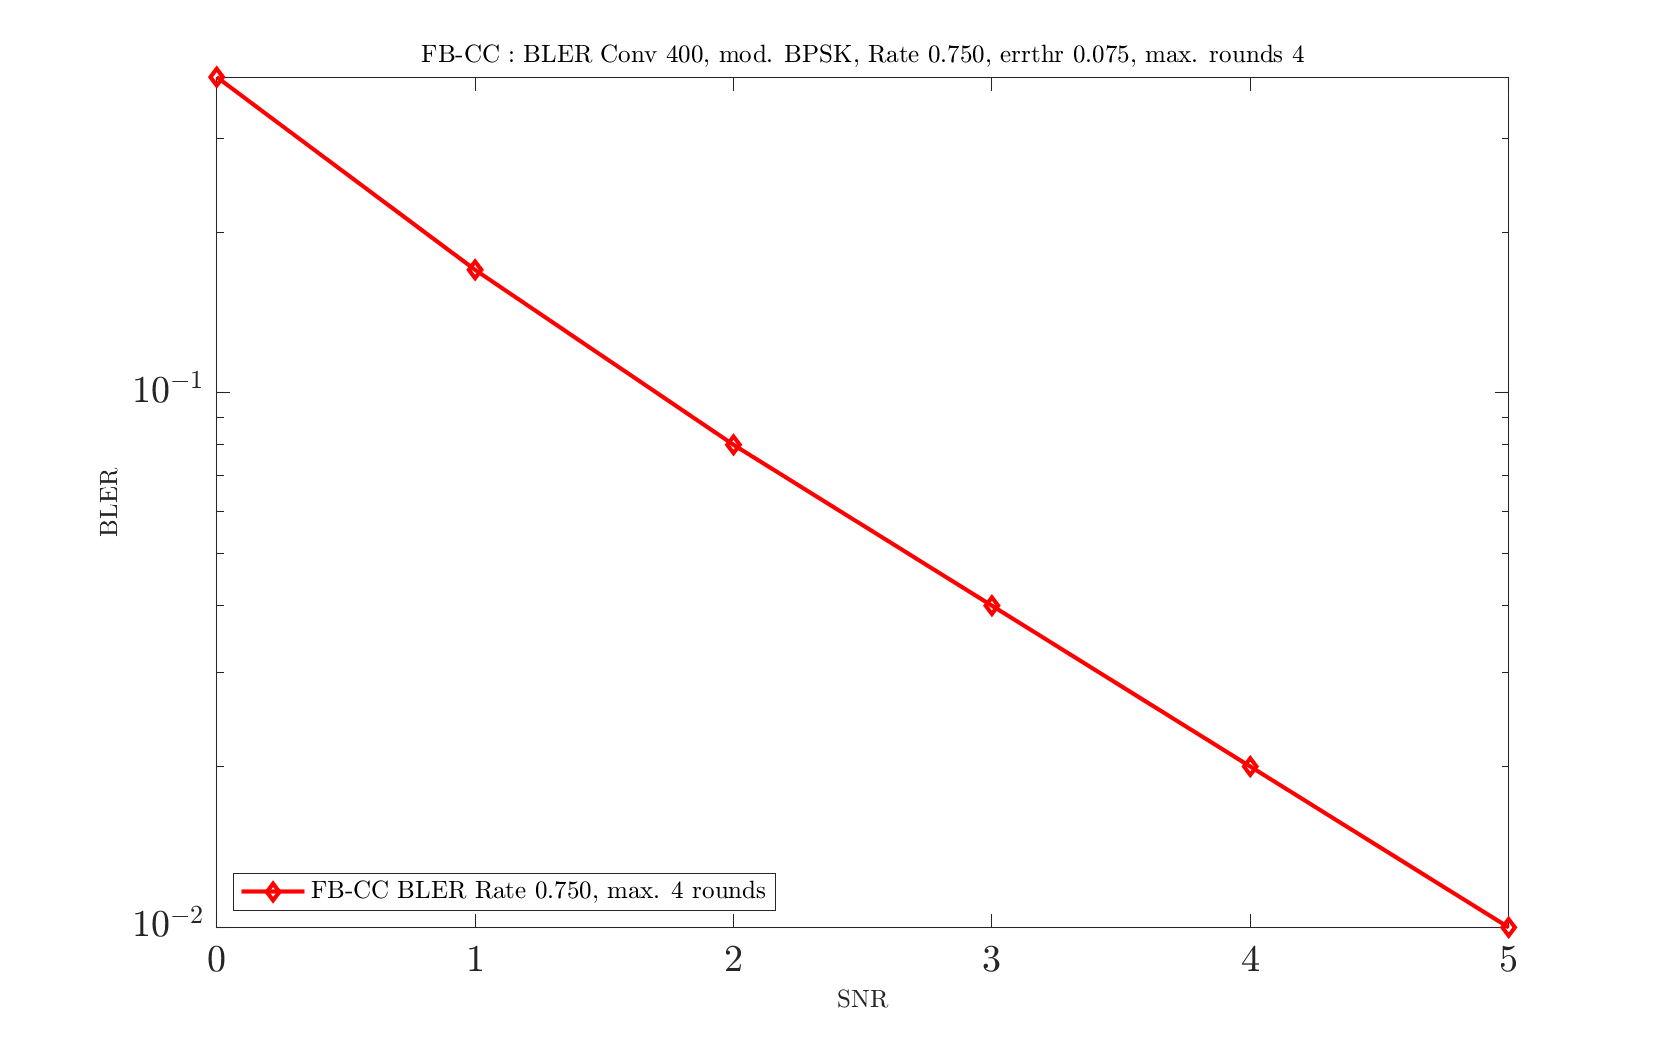 FB-CC : BLER Conv 400, mod. BPSK, Rate 0.750, errthr 0.075, max. rounds 4
10⁻¹
BLER
FB-CC BLER Rate 0.750, max. 4 rounds
10⁻²
0 1 2 3 4 5
SNR